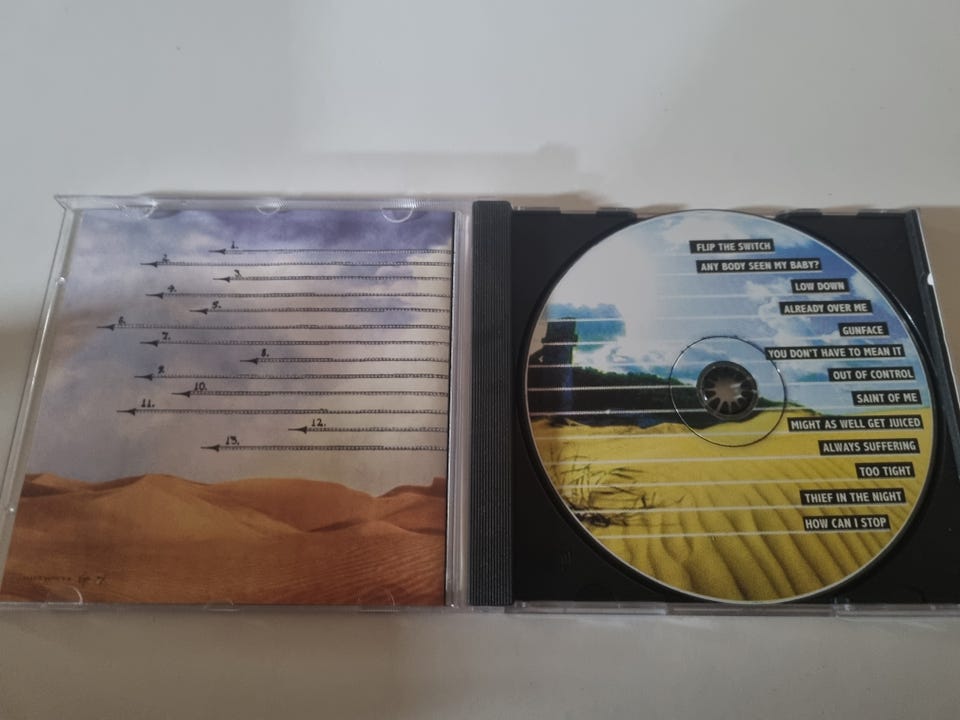 1.
2.
3.
4.
5.
6.
7.
8.
9.
10.
11.
12.
13.
FLIP THE SWITCH
ANY BODY SEEN MY BABY?
LOW DOWN
ALREADY OVER ME
GUNFACE
YOU DON'T HAVE TO MEAN IT
OUT OF CONTROL
SAINT OF ME
MIGHT AS WELL GET JUICED
ALWAYS SUFFERING
TOO TIGHT
THIEF IN THE NIGHT
HOW CAN I STOP